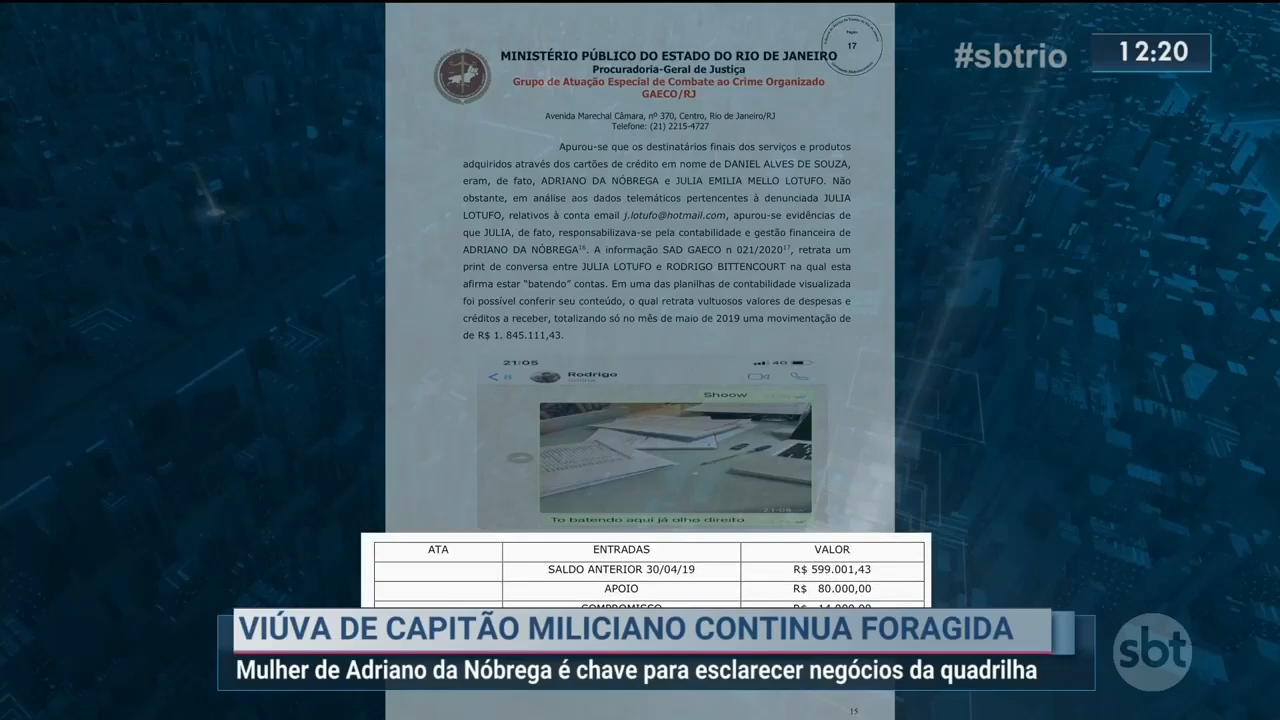 #sbtrio
12:20
Página
17
MINISTÉRIO PÚBLICO DO ESTADO DO RIO DE JANEIRO
Procuradoria-Geral de Justiça
Grupo de Atuação Especial de Combate ao Crime Organizado
GAECO/RJ
Avenida Marechal Câmara, nº 370, Centro, Rio de Janeiro/RJ
Telefone: (21) 2215-4727
Apurou-se que os destinatários finais dos serviços e produtos
adquiridos através dos cartões de crédito em nome de DANIEL ALVES DE SOUZA,
eram, de fato, ADRIANO DA NÓBREGA e JULIA EMILIA MELLO LOTUFO. Não
obstante, em análise aos dados telemáticos pertencentes à denunciada JULIA
LOTUFO, relativos à conta email j.lotufo@hotmail.com, apurou-se evidências de
que JULIA, de fato, responsabilizava-se pela contabilidade e gestão financeira de
ADRIANO DA NÓBREGA¹⁶. A informação SAD GAECO n 021/2020¹⁷, retrata um
print de conversa entre JULIA LOTUFO e RODRIGO BITTENCOURT na qual esta
afirma estar “batendo” contas. Em uma das planilhas de contabilidade visualizada
foi possível conferir seu conteúdo, o qual retrata vultuosos valores de despesas e
créditos a receber, totalizando só no mês de maio de 2019 uma movimentação de
de R$ 1. 845.111,43.
21:05 4G
8 Rodrigo
online
Shoow
21:05
To batendo aqui já olho direito
ATA ENTRADAS VALOR
SALDO ANTERIOR 30/04/19 R$ 599.001,43
APOIO R$ 80.000,00
COMPROMISSO R$ 14.000,00
VIÚVA DE CAPITÃO MILICIANO CONTINUA FORAGIDA
Mulher de Adriano da Nóbrega é chave para esclarecer negócios da quadrilha
sbt
15